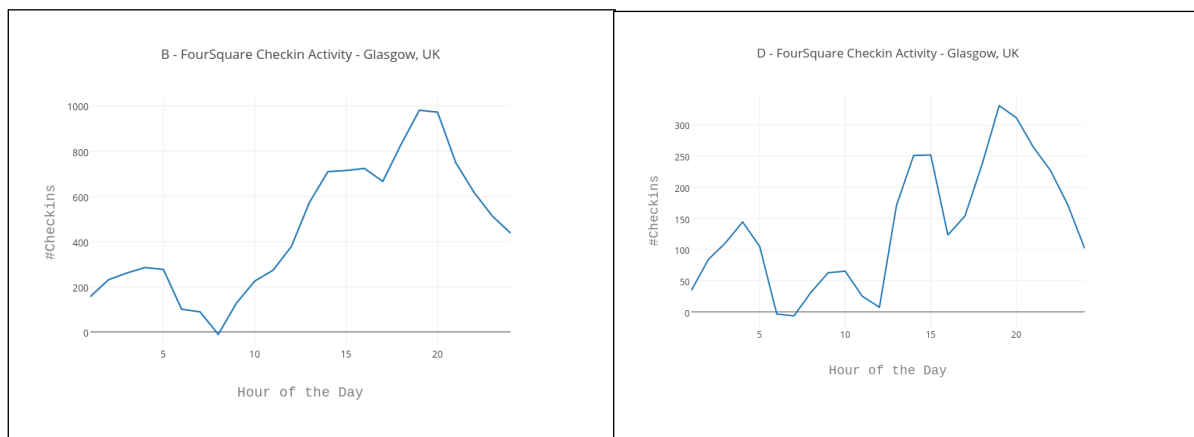 B - FourSquare Checkin Activity - Glasgow, UK
1000
800
600
400
200
0
#Checkins
5 10 15 20
Hour of the Day
D - FourSquare Checkin Activity - Glasgow, UK
300
250
200
150
100
50
0
#Checkins
5 10 15 20
Hour of the Day